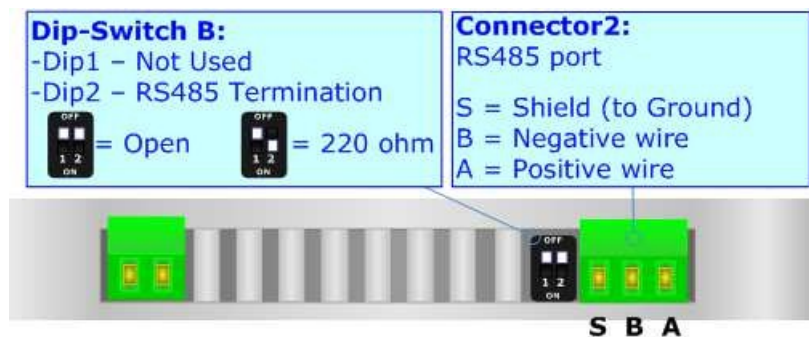 Dip-Switch B:
-Dip1 – Not Used
-Dip2 – RS485 Termination
OFF
1 2
ON
= Open
OFF
1 2
ON
= 220 ohm
Connector2:
RS485 port
S = Shield (to Ground)
B = Negative wire
A = Positive wire
OFF
1 2
ON
S B A